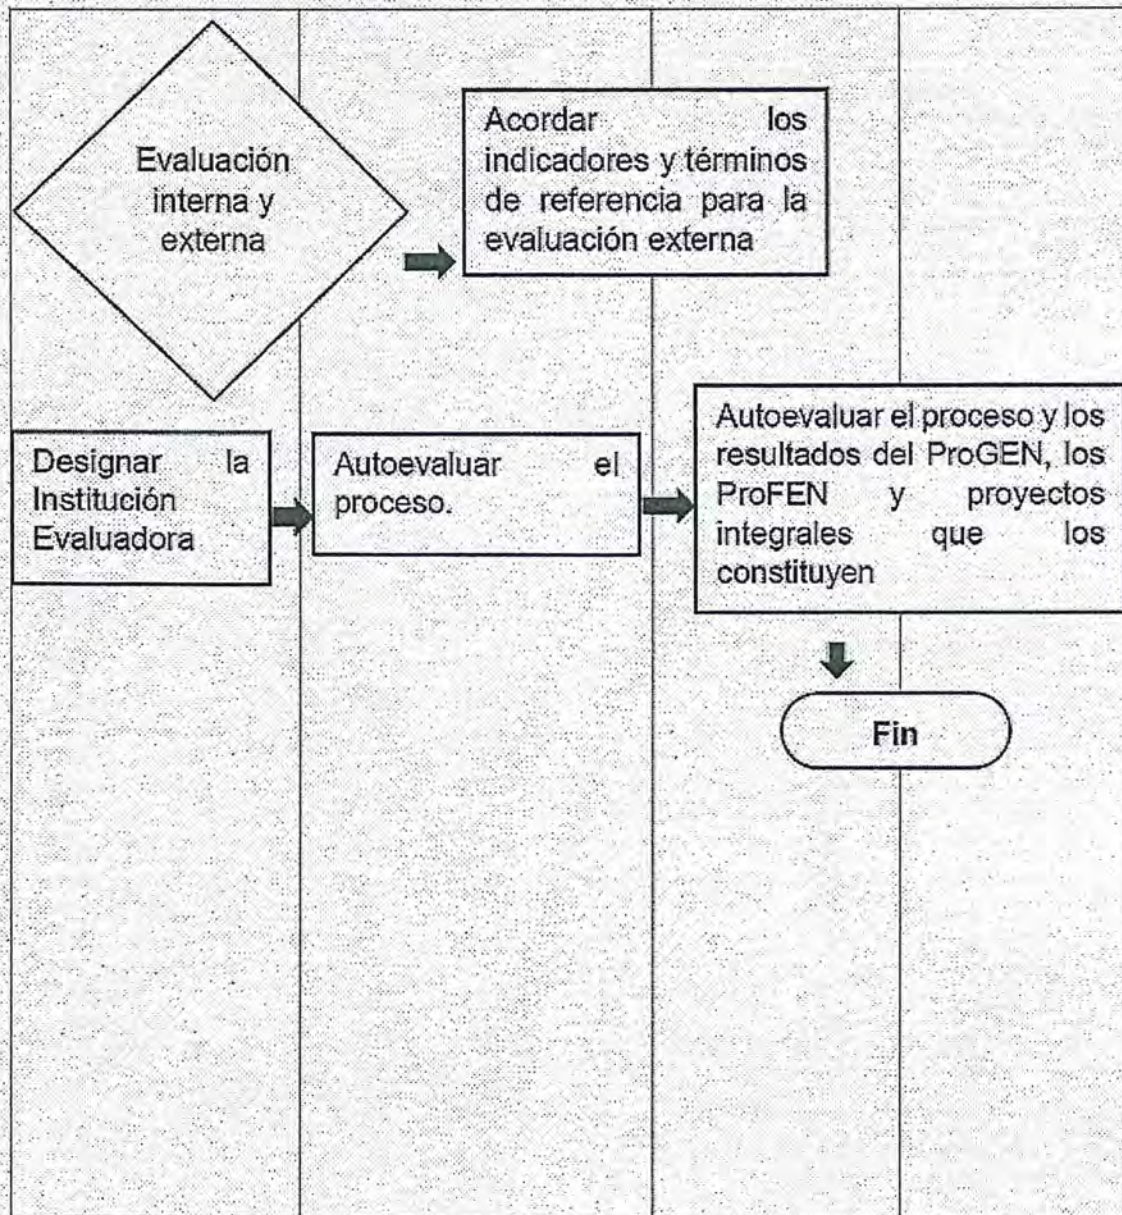 Evaluación
interna y
externa
Acordar los
indicadores y términos
de referencia para la
evaluación externa
Designar la
Institución
Evaluadora
Autoevaluar el
proceso.
Autoevaluar el proceso y los
resultados del ProGEN, los
ProFEN y proyectos
integrales que los
constituyen
Fin